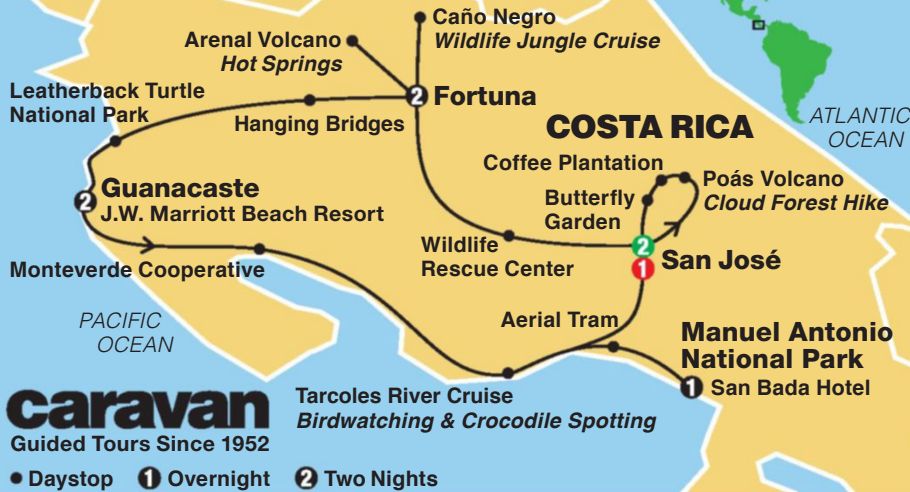 Caño Negro
Wildlife Jungle Cruise
Arenal Volcano
Hot Springs
Leatherback Turtle
National Park
2 Fortuna
Hanging Bridges
ATLANTIC
OCEAN
COSTA RICA
Coffee Plantation
Poás Volcano
Cloud Forest Hike
Butterfly
Garden
Guanacaste
2
J.W. Marriott Beach Resort
Wildlife
Rescue Center
2
San José
1
Monteverde Cooperative
PACIFIC
OCEAN
Aerial Tram
Manuel Antonio
National Park
1 San Bada Hotel
Tarcoles River Cruise
Birdwatching & Crocodile Spotting
caravan
Guided Tours Since 1952
Daystop 1 Overnight 2 Two Nights